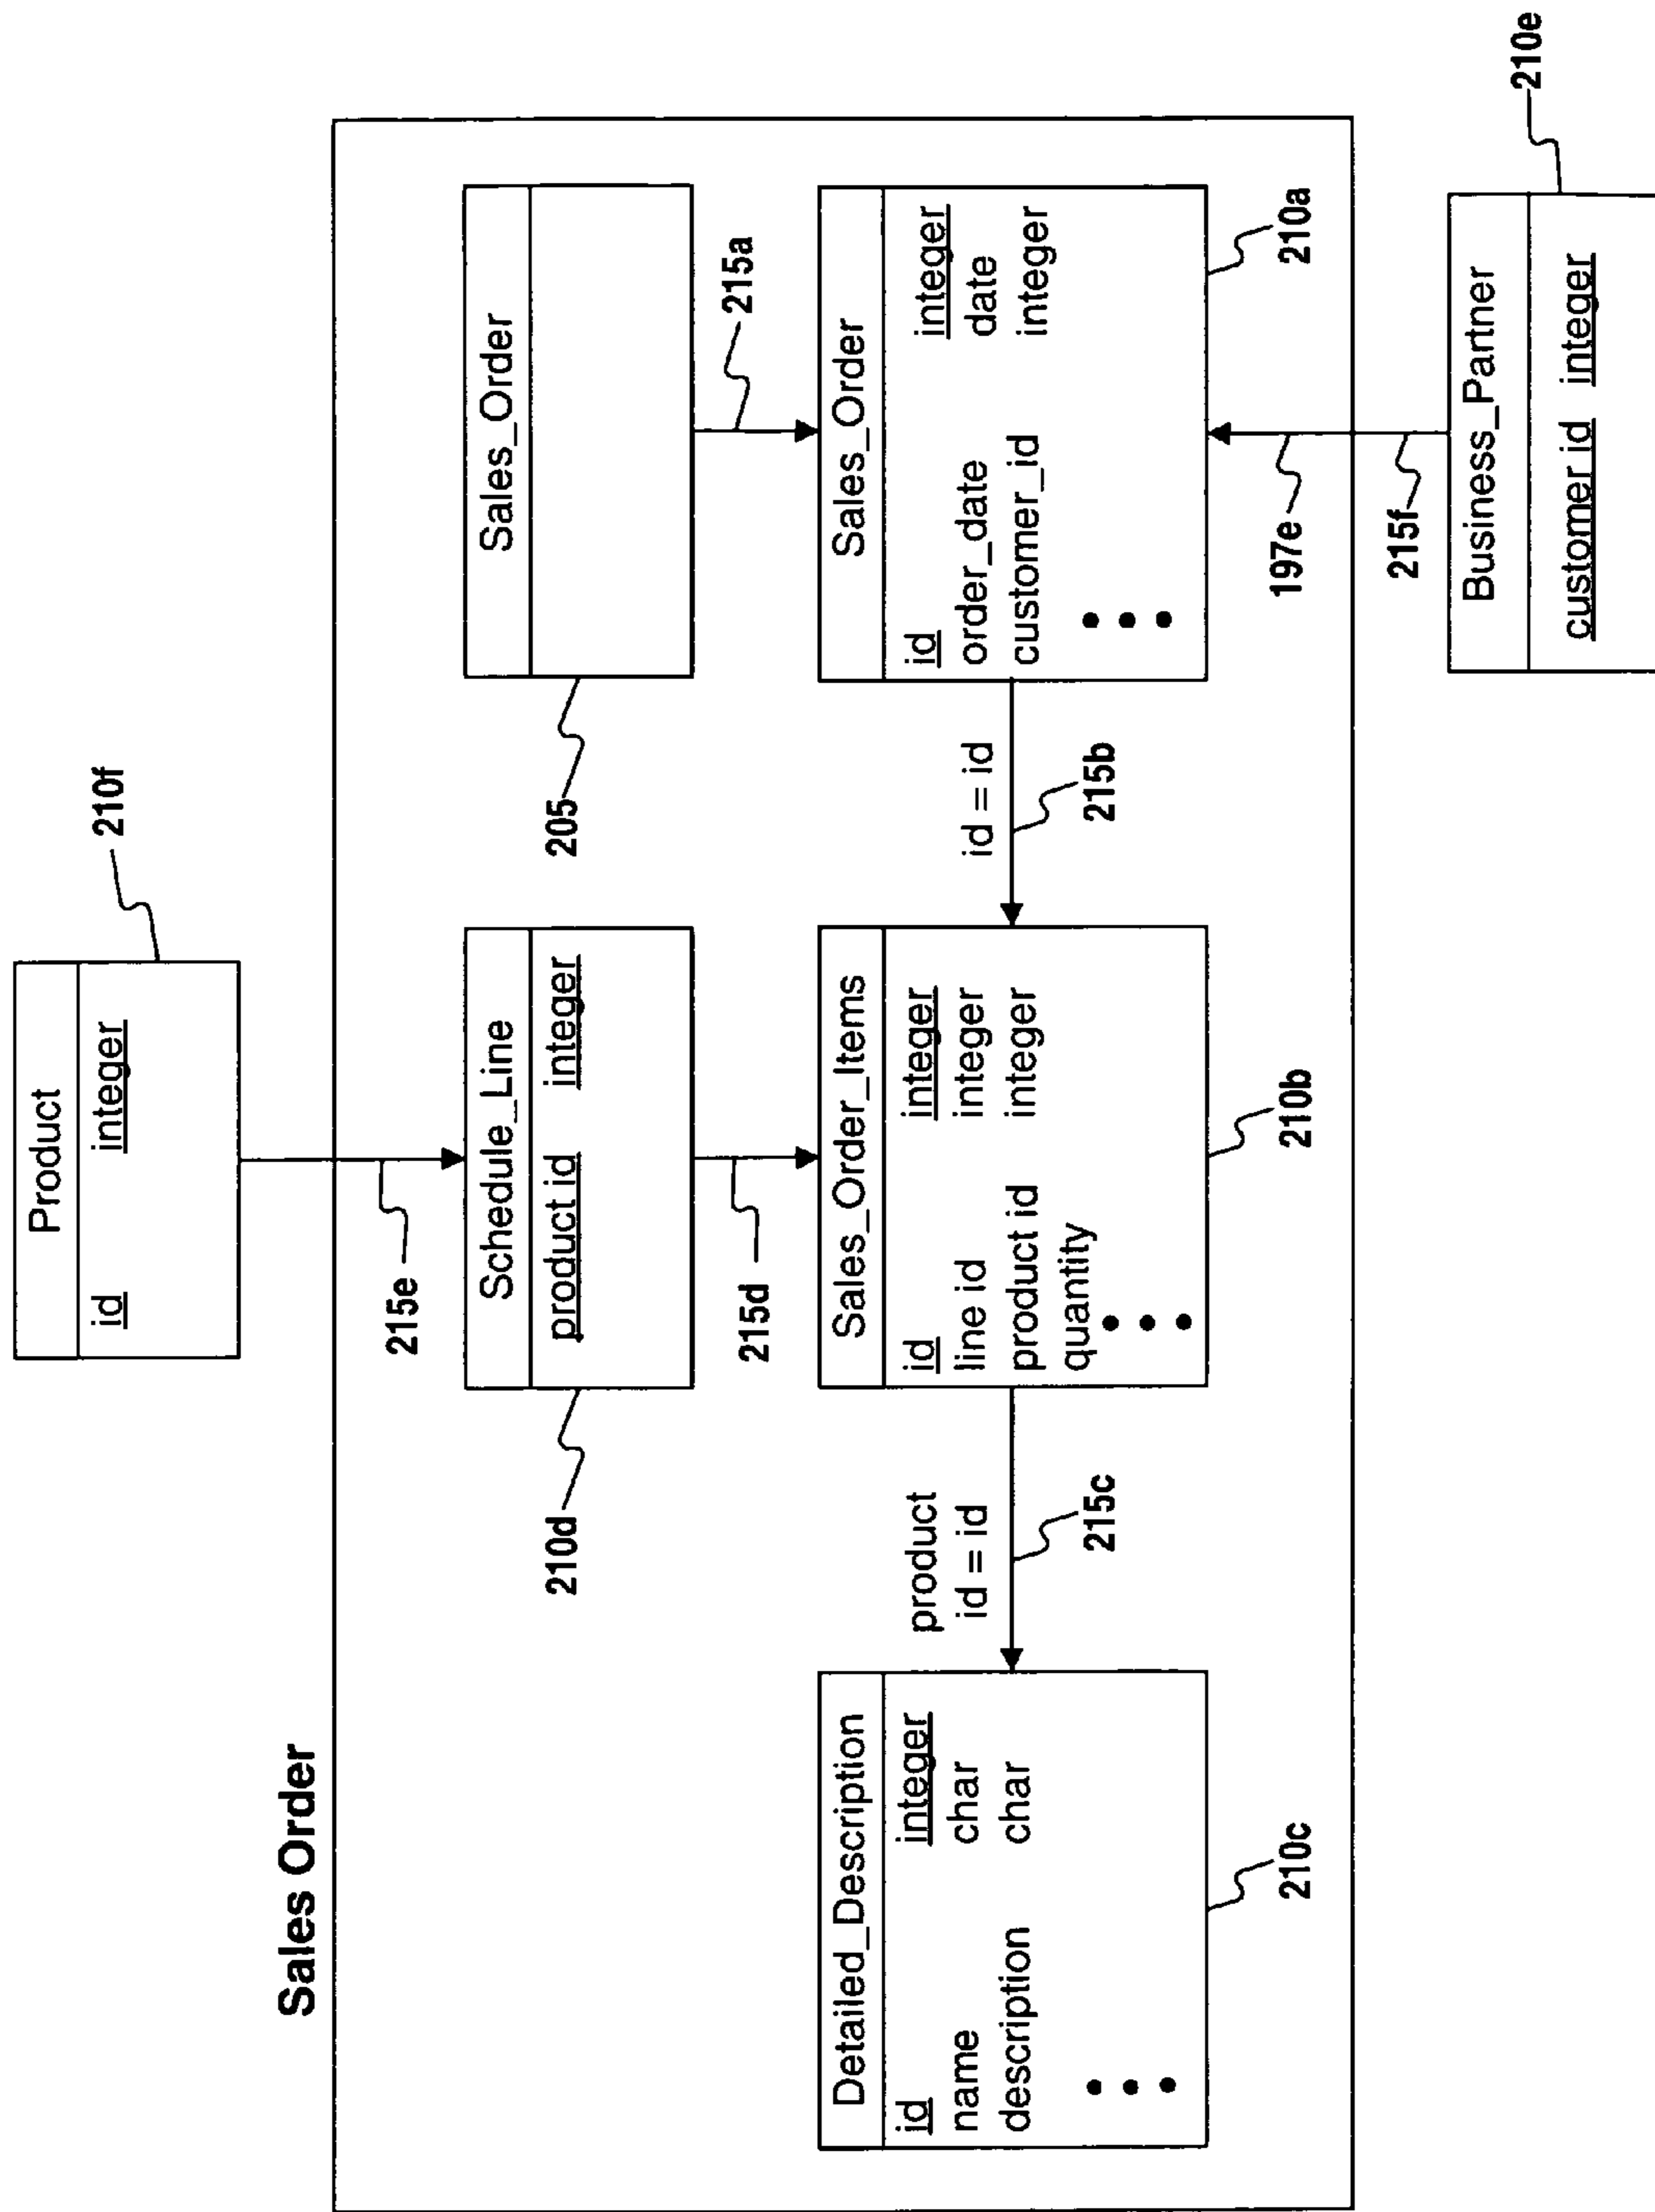 Product
id integer
210f
Sales Order
215e
Schedule_Line
product id integer
210d
Sales_Order
205
215d
215a
Detailed_Description
id integer
name char
description char
210c
product
id = id
215c
Sales_Order_Items
id integer
line id integer
product id integer
quantity
210b
id = id
215b
Sales_Order
id integer
order_date date
customer_id integer
210a
197e
215f
Business_Partner
customer id integer
210e